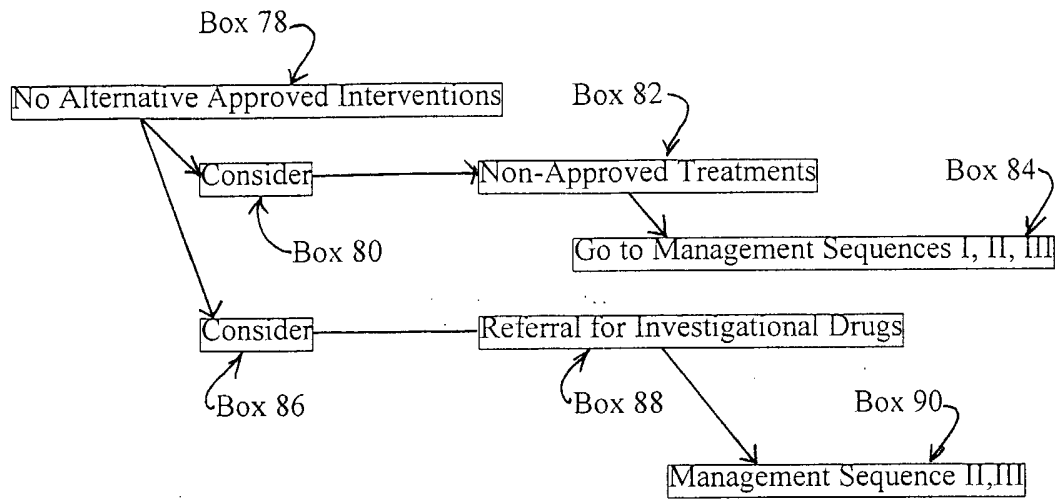 Box 78
No Alternative Approved Interventions
Box 82
Consider
Non-Approved Treatments
Box 84
Box 80
Go to Management Sequences I, II, III
Consider
Referral for Investigational Drugs
Box 86
Box 88
Box 90
Management Sequence II,III